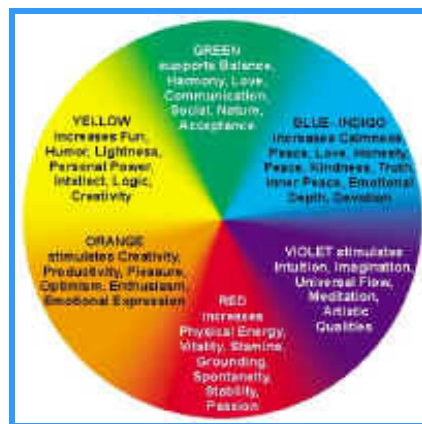 GREEN
supports Balance,
Harmony, Love,
Communication,
Social, Nature,
Acceptance
BLUE - INDIGO
increases Calmness,
Peace, Love, Honesty,
Peace, Kindness, Truth,
Inner Peace, Emotional
Depth, Devotion
VIOLET stimulates
Intuition, Imagination,
Universal Flow,
Meditation,
Artistic
Qualities
RED
increases
Physical Energy,
Vitality, Stamina,
Grounding,
Spontaneity,
Stability,
Passion
ORANGE
stimulates Creativity,
Productivity, Pleasure,
Optimism, Enthusiasm,
Emotional Expression
YELLOW
increases Fun,
Humor, Lightness,
Personal Power,
Intellect, Logic,
Creativity